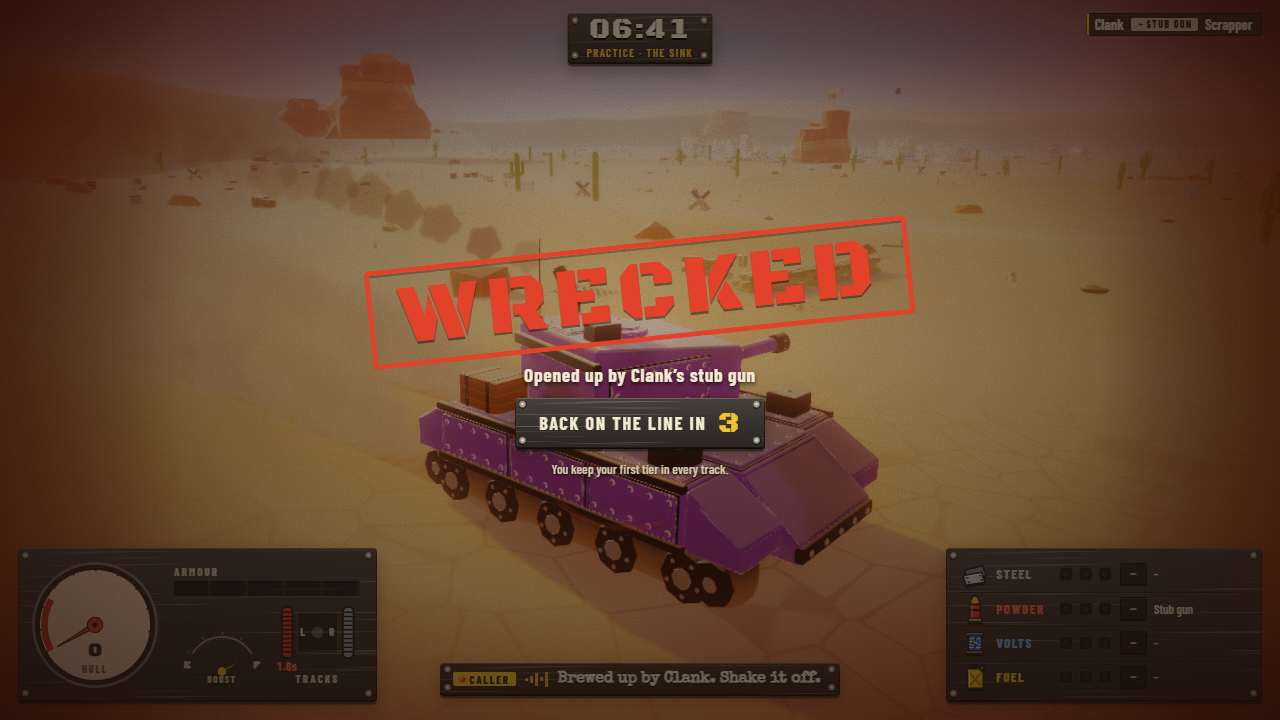 06:41
PRACTICE - THE SINK
Clank - STUB GUN Scrapper
WRECKED
Opened up by Clank's stub gun
BACK ON THE LINE IN 3
You keep your first tier in every track.
ARMOUR
0
HULL
E F
BOOST
L R
1.6s
TRACKS
STEEL – -
POWDER – Stub gun
VOLTS – -
FUEL – -
CALLER Brewed up by Clank. Shake it off.